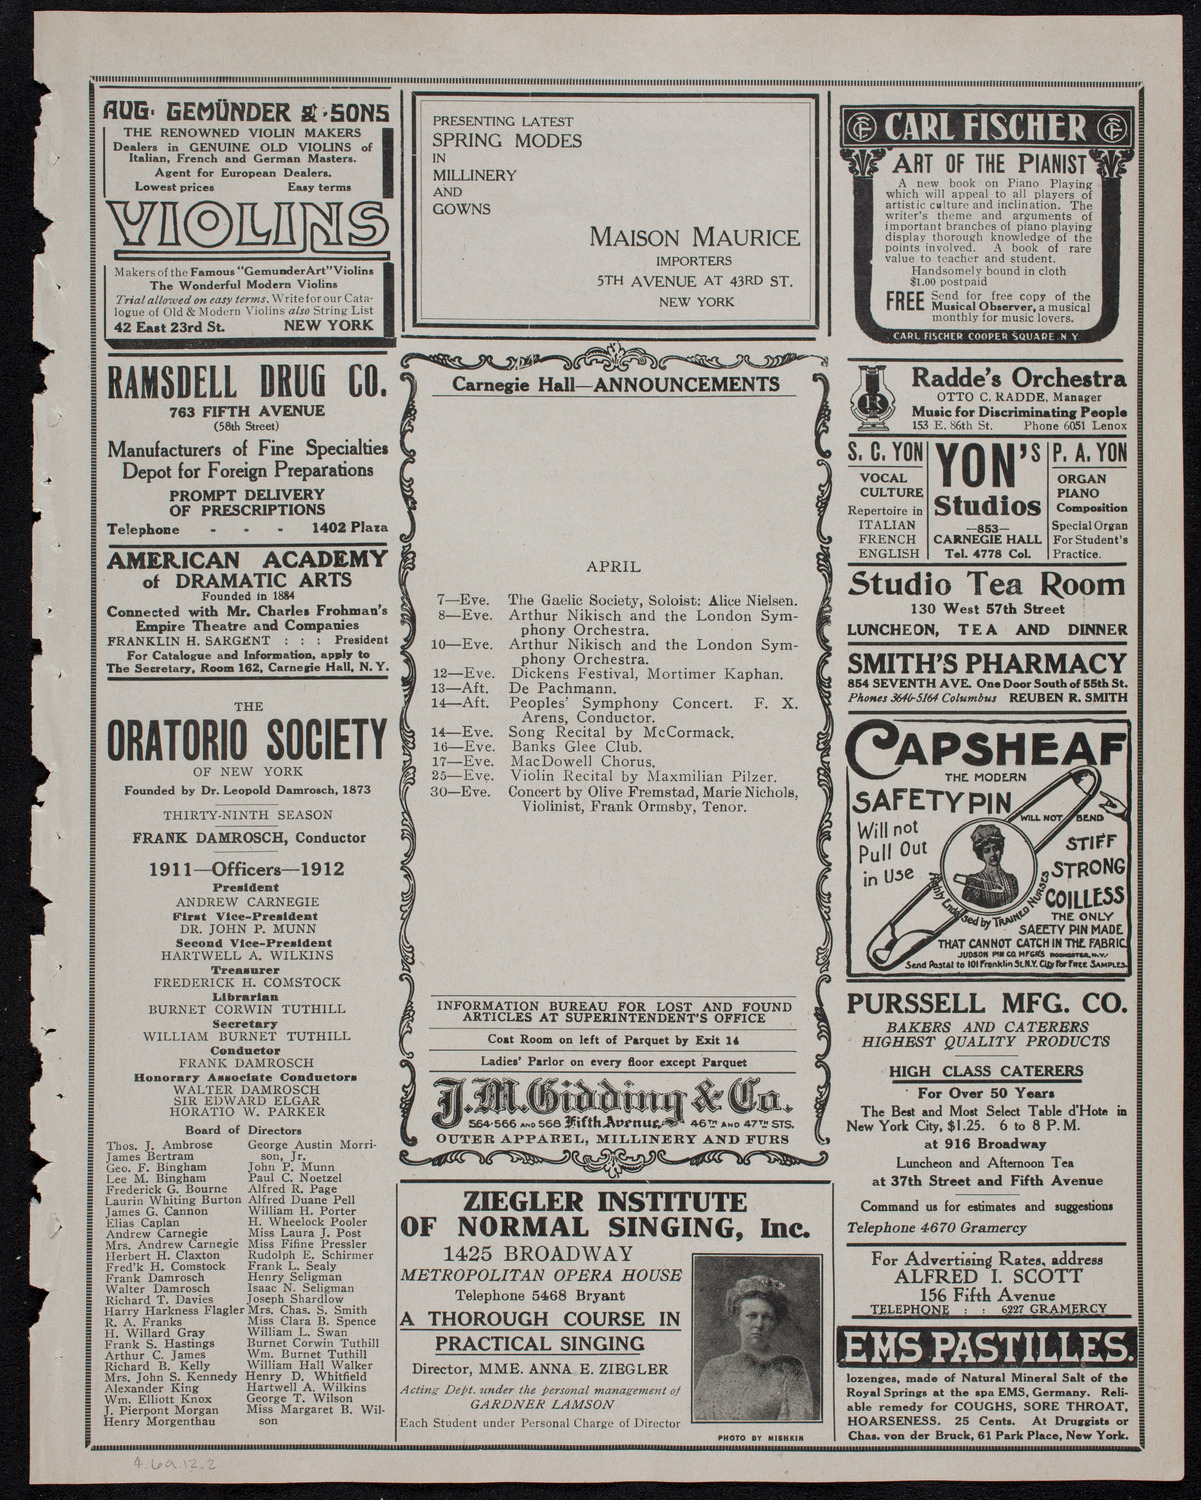 AUG. GEMÜNDER & SONS
THE RENOWNED VIOLIN MAKERS
Dealers in GENUINE OLD VIOLINS of
Italian, French and German Masters.
Agent for European Dealers.
Lowest prices Easy terms
VIOLINS
Makers of the Famous "GemunderArt" Violins
The Wonderful Modern Violins
Trial allowed on easy terms. Write for our Cata-
logue of Old & Modern Violins also String List
42 East 23rd St. NEW YORK
RAMSDELL DRUG CO.
763 FIFTH AVENUE
(58th Street)
Manufacturers of Fine Specialties
Depot for Foreign Preparations
PROMPT DELIVERY
OF PRESCRIPTIONS
Telephone - - - 1402 Plaza
AMERICAN ACADEMY
of DRAMATIC ARTS
Founded in 1884
Connected with Mr. Charles Frohman's
Empire Theatre and Companies
FRANKLIN H. SARGENT : : : President
For Catalogue and Information, apply to
The Secretary, Room 162, Carnegie Hall, N. Y.
THE
ORATORIO SOCIETY
OF NEW YORK
Founded by Dr. Leopold Damrosch, 1873
THIRTY-NINTH SEASON
FRANK DAMROSCH, Conductor
1911—Officers—1912
President
ANDREW CARNEGIE
First Vice-President
DR. JOHN P. MUNN
Second Vice-President
HARTWELL A. WILKINS
Treasurer
FREDERICK H. COMSTOCK
Librarian
BURNET CORWIN TUTHILL
Secretary
WILLIAM BURNET TUTHILL
Conductor
FRANK DAMROSCH
Honorary Associate Conductors
WALTER DAMROSCH
SIR EDWARD ELGAR
HORATIO W. PARKER
Board of Directors
Thos. J. Ambrose
James Bertram
Geo. F. Bingham
Lee M. Bingham
Frederick G. Bourne
Laurin Whiting Burton
James G. Cannon
Elias Caplan
Andrew Carnegie
Mrs. Andrew Carnegie
Herbert H. Claxton
Fred'k H. Comstock
Frank Damrosch
Walter Damrosch
Richard T. Davies
Harry Harkness Flagler
R. A. Franks
H. Willard Gray
Frank S. Hastings
Arthur C. James
Richard B. Kelly
Mrs. John S. Kennedy
Alexander King
Wm. Elliott Knox
J. Pierpont Morgan
Henry Morgenthau
George Austin Morri-
son, Jr.
John P. Munn
Paul C. Noetzel
Alfred R. Page
Alfred Duane Pell
William H. Porter
H. Wheelock Pooler
Miss Laura J. Post
Miss Fifine Pressler
Rudolph E. Schirmer
Frank L. Sealy
Henry Seligman
Isaac N. Seligman
Joseph Shardlow
Mrs. Chas. S. Smith
Miss Clara B. Spence
William L. Swan
Burnet Corwin Tuthill
Wm. Burnet Tuthill
William Hall Walker
Henry D. Whitfield
Hartwell A. Wilkins
George T. Wilson
Miss Margaret B. Wil-
son
PRESENTING LATEST
SPRING MODES
IN
MILLINERY
AND
GOWNS
MAISON MAURICE
IMPORTERS
5TH AVENUE AT 43RD ST.
NEW YORK
Carnegie Hall—ANNOUNCEMENTS
APRIL
7—Eve. The Gaelic Society, Soloist: Alice Nielsen.
8—Eve. Arthur Nikisch and the London Sym-
phony Orchestra.
10—Eve. Arthur Nikisch and the London Sym-
phony Orchestra.
12—Eve. Dickens Festival, Mortimer Kaphan.
13—Aft. De Pachmann.
14—Aft. Peoples' Symphony Concert. F. X.
Arens, Conductor.
14—Eve. Song Recital by McCormack.
16—Eve. Banks Glee Club.
17—Eve. MacDowell Chorus.
25—Eve. Violin Recital by Maxmilian Pilzer.
30—Eve. Concert by Olive Fremstad, Marie Nichols,
Violinist, Frank Ormsby, Tenor.
INFORMATION BUREAU FOR LOST AND FOUND
ARTICLES AT SUPERINTENDENT'S OFFICE
Coat Room on left of Parquet by Exit 14
Ladies' Parlor on every floor except Parquet
J.M. Gidding & Co.
564-566 AND 568 Fifth Avenue 46TH AND 47TH STS.
OUTER APPAREL, MILLINERY AND FURS
ZIEGLER INSTITUTE
OF NORMAL SINGING, Inc.
1425 BROADWAY
METROPOLITAN OPERA HOUSE
Telephone 5468 Bryant
A THOROUGH COURSE IN
PRACTICAL SINGING
Director, MME. ANNA E. ZIEGLER
Acting Dept. under the personal management of
GARDNER LAMSON
Each Student under Personal Charge of Director
PHOTO BY MISHKIN
CF CARL FISCHER CF
ART OF THE PIANIST
A new book on Piano Playing
which will appeal to all players of
artistic culture and inclination. The
writer's theme and arguments of
important branches of piano playing
display thorough knowledge of the
points involved. A book of rare
value to teacher and student.
Handsomely bound in cloth
$1.00 postpaid
FREE Send for free copy of the
Musical Observer, a musical
monthly for music lovers.
CARL FISCHER COOPER SQUARE N Y
R
Radde's Orchestra
OTTO C. RADDE, Manager
Music for Discriminating People
153 E. 86th St. Phone 6051 Lenox
S. C. YON
VOCAL
CULTURE
Repertoire in
ITALIAN
FRENCH
ENGLISH
YON'S
Studios
—853—
CARNEGIE HALL
Tel. 4778 Col.
P. A. YON
ORGAN
PIANO
Composition
Special Organ
For Student's
Practice.
Studio Tea Room
130 West 57th Street
LUNCHEON, TEA AND DINNER
SMITH'S PHARMACY
854 SEVENTH AVE. One Door South of 55th St.
Phones 3646-5164 Columbus REUBEN R. SMITH
CAPSHEAF
THE MODERN
SAFETY PIN
WILL NOT BEND
Will not
Pull Out
in Use
STIFF
STRONG
COILLESS
Highly Endorsed by TRAINED NURSES
THE ONLY
SAFETY PIN MADE
THAT CANNOT CATCH IN THE FABRIC.
JUDSON PIN CO. MFGRS ROCHESTER, N.Y.
Send Postal to 101 Franklin St. N.Y. City For FREE SAMPLES.
PURSSELL MFG. CO.
BAKERS AND CATERERS
HIGHEST QUALITY PRODUCTS
HIGH CLASS CATERERS
For Over 50 Years
The Best and Most Select Table d'Hote in
New York City, $1.25. 6 to 8 P.M.
at 916 Broadway
Luncheon and Afternoon Tea
at 37th Street and Fifth Avenue
Command us for estimates and suggestions
Telephone 4670 Gramercy
For Advertising Rates, address
ALFRED I. SCOTT
156 Fifth Avenue
TELEPHONE : : 6227 GRAMERCY
EMS PASTILLES.
lozenges, made of Natural Mineral Salt of the
Royal Springs at the spa EMS, Germany. Reli-
able remedy for COUGHS, SORE THROAT,
HOARSENESS. 25 Cents. At Druggists or
Chas. von der Bruck, 61 Park Place, New York.
4.6a.12.2